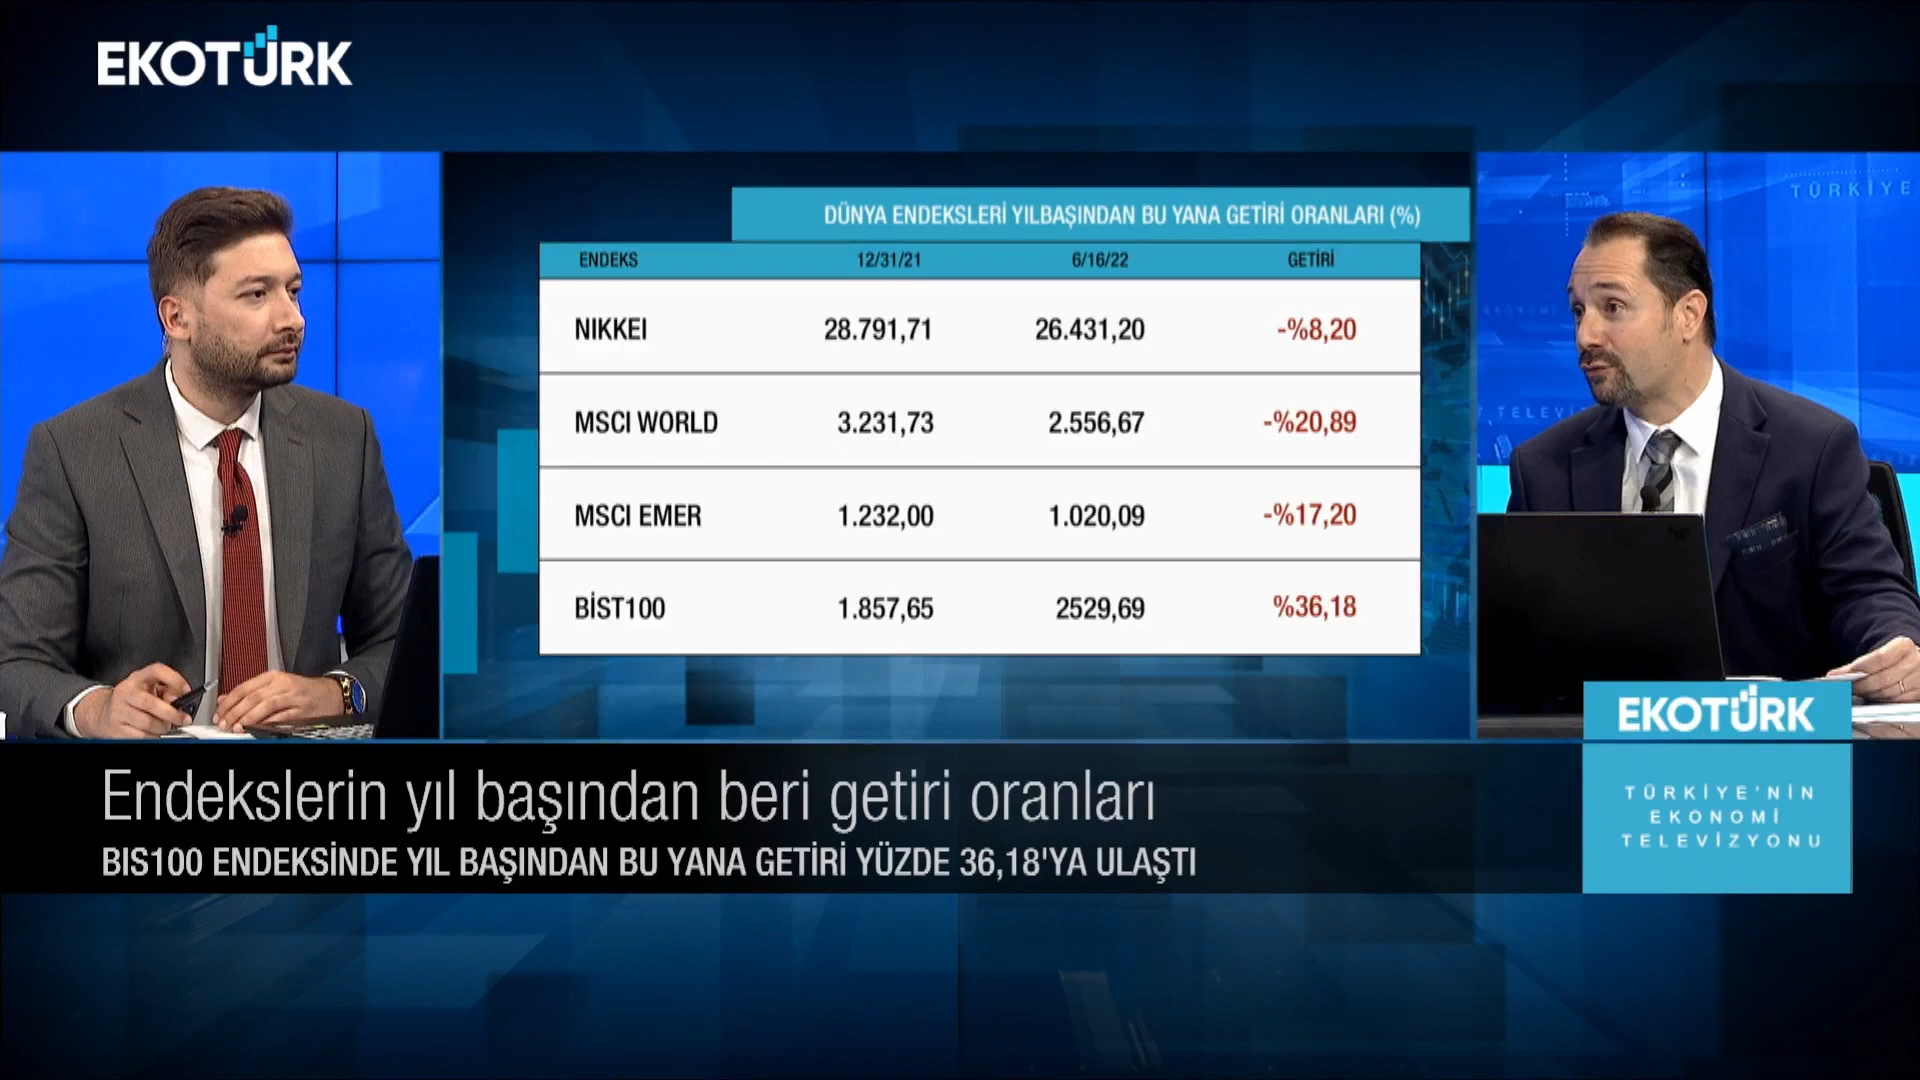 EKOTÜRK
TÜRKİYE
DÜNYA ENDEKSLERİ YILBAŞINDAN BU YANA GETİRİ ORANLARI (%)
ENDEKS 12/31/21 6/16/22 GETİRİ
NIKKEI 28.791,71 26.431,20 -%8,20
MSCI WORLD 3.231,73 2.556,67 -%20,89
MSCI EMER 1.232,00 1.020,09 -%17,20
BİST100 1.857,65 2529,69 %36,18
EKOTÜRK
Endekslerin yıl başından beri getiri oranları
BIS100 ENDEKSİNDE YIL BAŞINDAN BU YANA GETİRİ YÜZDE 36,18'YA ULAŞTI
TÜRKİYE'NİN
EKONOMİ
TELEVİZYONU